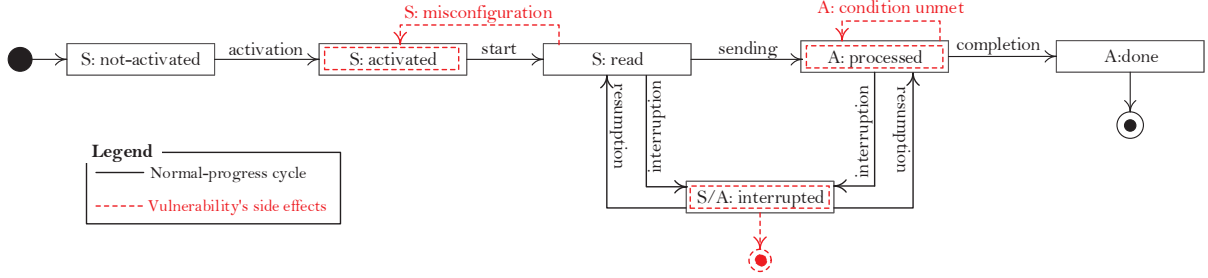 S: misconfiguration
A: condition unmet
activation
start
sending
completion
S: not-activated
S: activated
S: read
A: processed
A:done
resumption
interruption
interruption
resumption
Legend
Normal-progress cycle
Vulnerability's side effects
S/A: interrupted